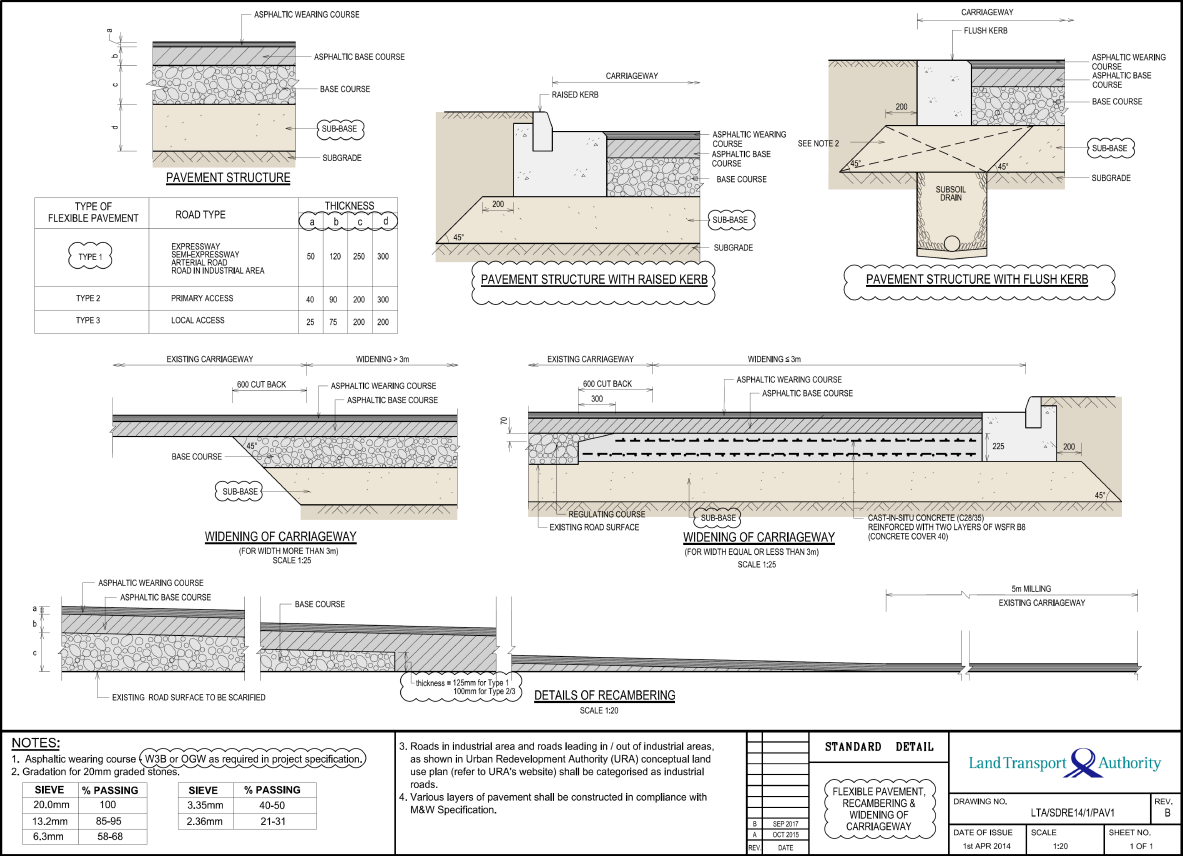 ASPHALTIC WEARING COURSE
a
b
c
d
ASPHALTIC BASE COURSE
BASE COURSE
SUB-BASE
SUBGRADE
PAVEMENT STRUCTURE
CARRIAGEWAY
RAISED KERB
ASPHALTIC WEARING
COURSE
ASPHALTIC BASE
COURSE
BASE COURSE
200
SUB-BASE
45°
SUBGRADE
PAVEMENT STRUCTURE WITH RAISED KERB
CARRIAGEWAY
FLUSH KERB
ASPHALTIC WEARING
COURSE
ASPHALTIC BASE
COURSE
BASE COURSE
200
SEE NOTE 2
SUB-BASE
45°
45°
SUBGRADE
SUBSOIL
DRAIN
PAVEMENT STRUCTURE WITH FLUSH KERB
TYPE OF
FLEXIBLE PAVEMENT
ROAD TYPE
THICKNESS
a b c d
TYPE 1
EXPRESSWAY
SEMI-EXPRESSWAY
ARTERIAL ROAD
ROAD IN INDUSTRIAL AREA
50 120 250 300
TYPE 2 PRIMARY ACCESS 40 90 200 300
TYPE 3 LOCAL ACCESS 25 75 200 200
EXISTING CARRIAGEWAY WIDENING > 3m
600 CUT BACK
ASPHALTIC WEARING COURSE
ASPHALTIC BASE COURSE
45°
BASE COURSE
SUB-BASE
WIDENING OF CARRIAGEWAY
(FOR WIDTH MORE THAN 3m)
SCALE 1:25
EXISTING CARRIAGEWAY WIDENING ≤ 3m
600 CUT BACK
300
ASPHALTIC WEARING COURSE
ASPHALTIC BASE COURSE
70
225
200
45°
REGULATING COURSE
EXISTING ROAD SURFACE
SUB-BASE
CAST-IN-SITU CONCRETE (C28/35)
REINFORCED WITH TWO LAYERS OF WSFR B8
(CONCRETE COVER 40)
WIDENING OF CARRIAGEWAY
(FOR WIDTH EQUAL OR LESS THAN 3m)
SCALE 1:25
ASPHALTIC WEARING COURSE
ASPHALTIC BASE COURSE
BASE COURSE
a
b
c
5m MILLING
EXISTING CARRIAGEWAY
EXISTING ROAD SURFACE TO BE SCARIFIED
thickness = 125mm for Type 1
100mm for Type 2/3
DETAILS OF RECAMBERING
SCALE 1:20
NOTES:
1. Asphaltic wearing course - W3B or OGW as required in project specification.
2. Gradation for 20mm graded stones.
SIEVE % PASSING
20.0mm 100
13.2mm 85-95
6.3mm 58-68
SIEVE % PASSING
3.35mm 40-50
2.36mm 21-31
3. Roads in industrial area and roads leading in / out of industrial areas,
as shown in Urban Redevelopment Authority (URA) conceptual land
use plan (refer to URA's website) shall be categorised as industrial
roads.
4. Various layers of pavement shall be constructed in compliance with
M&W Specification.
B SEP 2017
A OCT 2015
REV. DATE
STANDARD DETAIL
FLEXIBLE PAVEMENT,
RECAMBERING &
WIDENING OF
CARRIAGEWAY
Land Transport Authority
DRAWING NO.
LTA/SDRE14/1/PAV1
REV.
B
DATE OF ISSUE
1st APR 2014
SCALE
1:20
SHEET NO.
1 OF 1